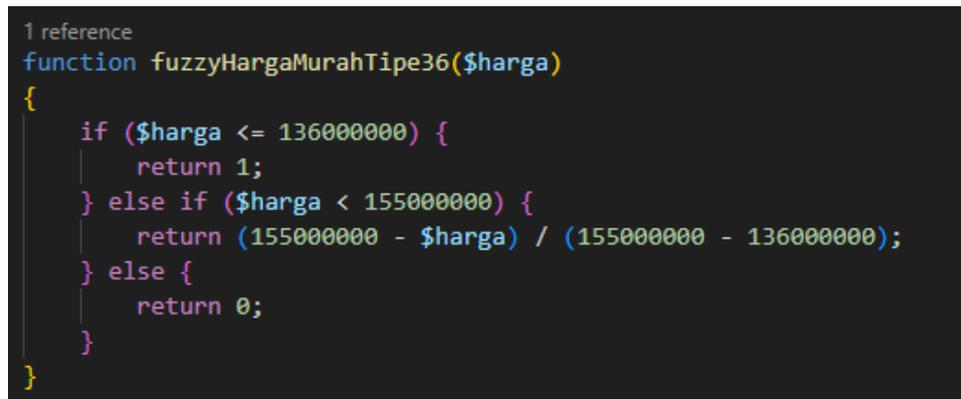 1 reference
function fuzzyHargaMurahTipe36($harga)
{
    if ($harga <= 136000000) {
        return 1;
    } else if ($harga < 155000000) {
        return (155000000 - $harga) / (155000000 - 136000000);
    } else {
        return 0;
    }
}